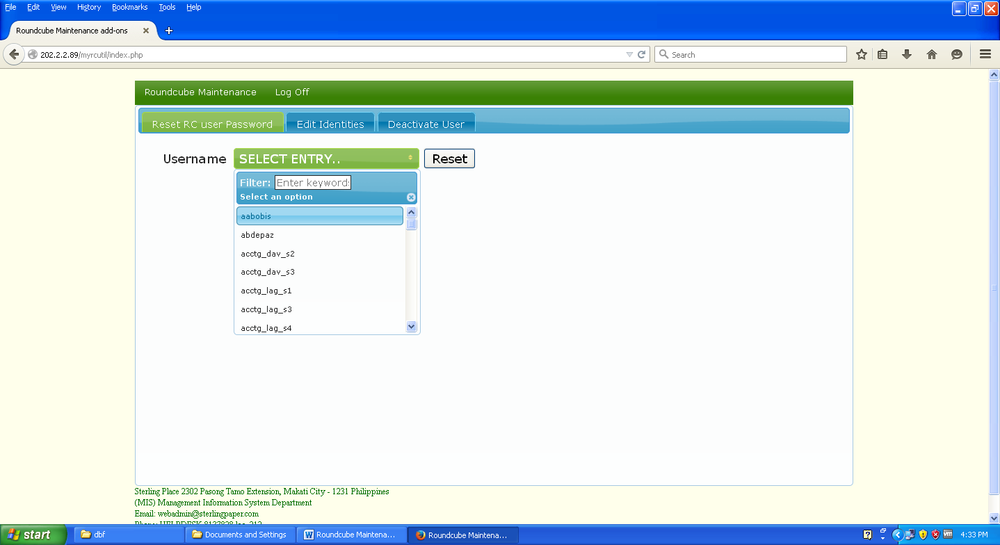 File Edit View History Bookmarks Tools Help
Roundcube Maintenance add-ons
202.2.2.89/myrcutil/index.php Search
Roundcube Maintenance Log Off
Reset RC user Password Edit Identities Deactivate User
Username SELECT ENTRY.. Reset
Filter: Enter keywords
Select an option
aabobis
abdepaz
acctg_dav_s2
acctg_dav_s3
acctg_lag_s1
acctg_lag_s3
acctg_lag_s4
Sterling Place 2302 Pasong Tamo Extension, Makati City - 1231 Philippines
(MIS) Management Information System Department
Email: webadmin@sterlingpaper.com
Phone: HELPDESK 8137828 loc. 212
start dbf Documents and Settings Roundcube Maintena... Roundcube Maintena... 4:33 PM